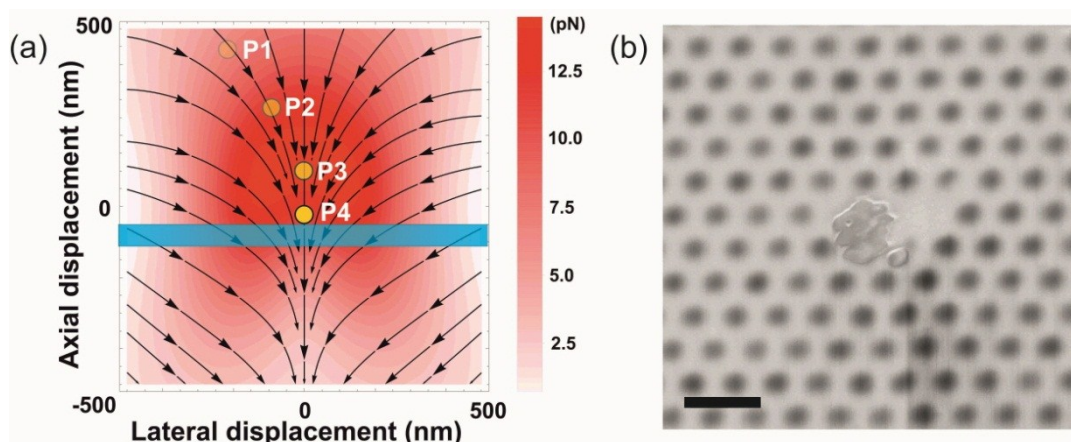 (a)
500
0
-500
Axial displacement (nm)
P1
P2
P3
P4
0
500
Lateral displacement (nm)
(pN)
12.5
10.0
7.5
5.0
2.5
(b)